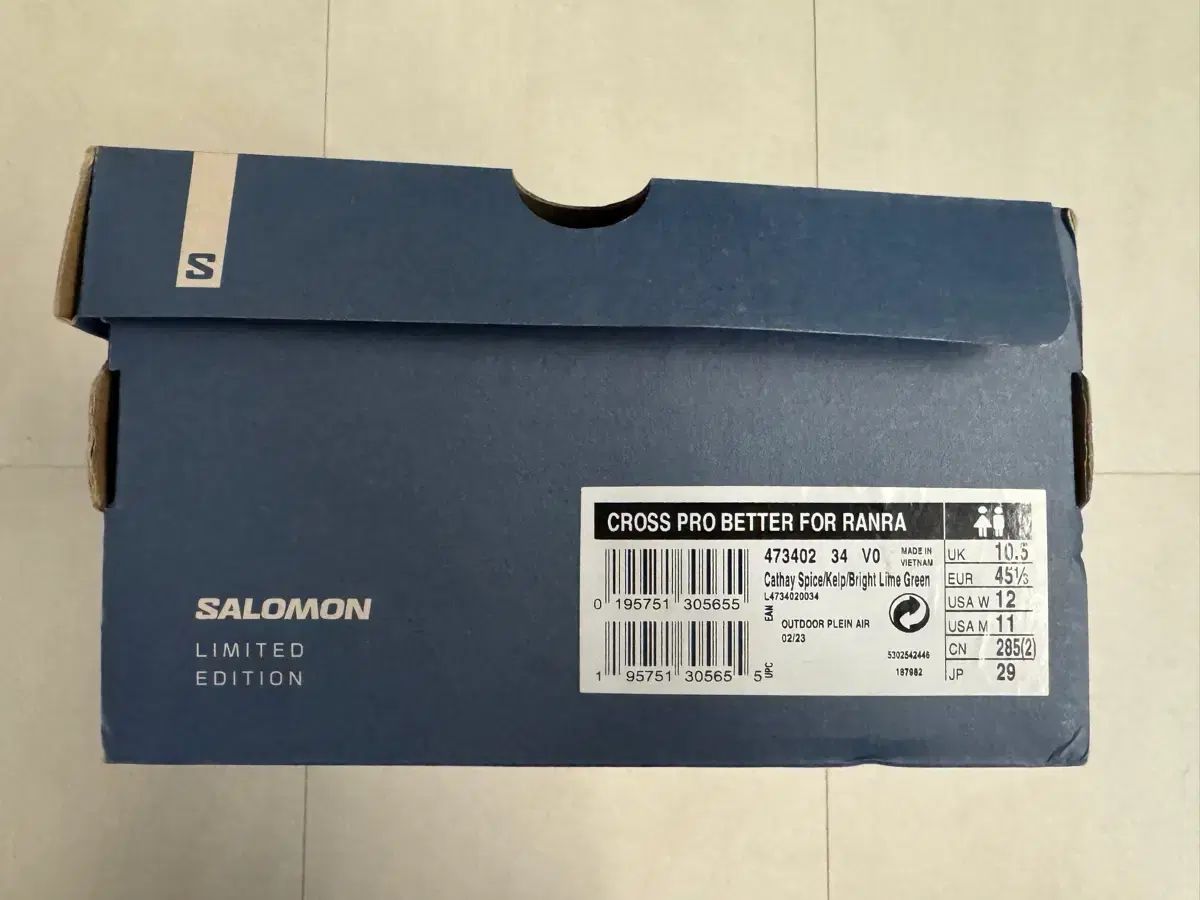 S
SALOMON
LIMITED
EDITION
CROSS PRO BETTER FOR RANRA
473402 34 V0
MADE IN
VIETNAM
Cathay Spice/Kelp/Bright Lime Green
L4734020034
0 195751 305655
EAN
OUTDOOR PLEIN AIR
02/23
5302542446
187982
1 95751 30565 5
UPC
UK 10.5
EUR 45⅓
USA W 12
USA M 11
CN 285(2)
JP 29